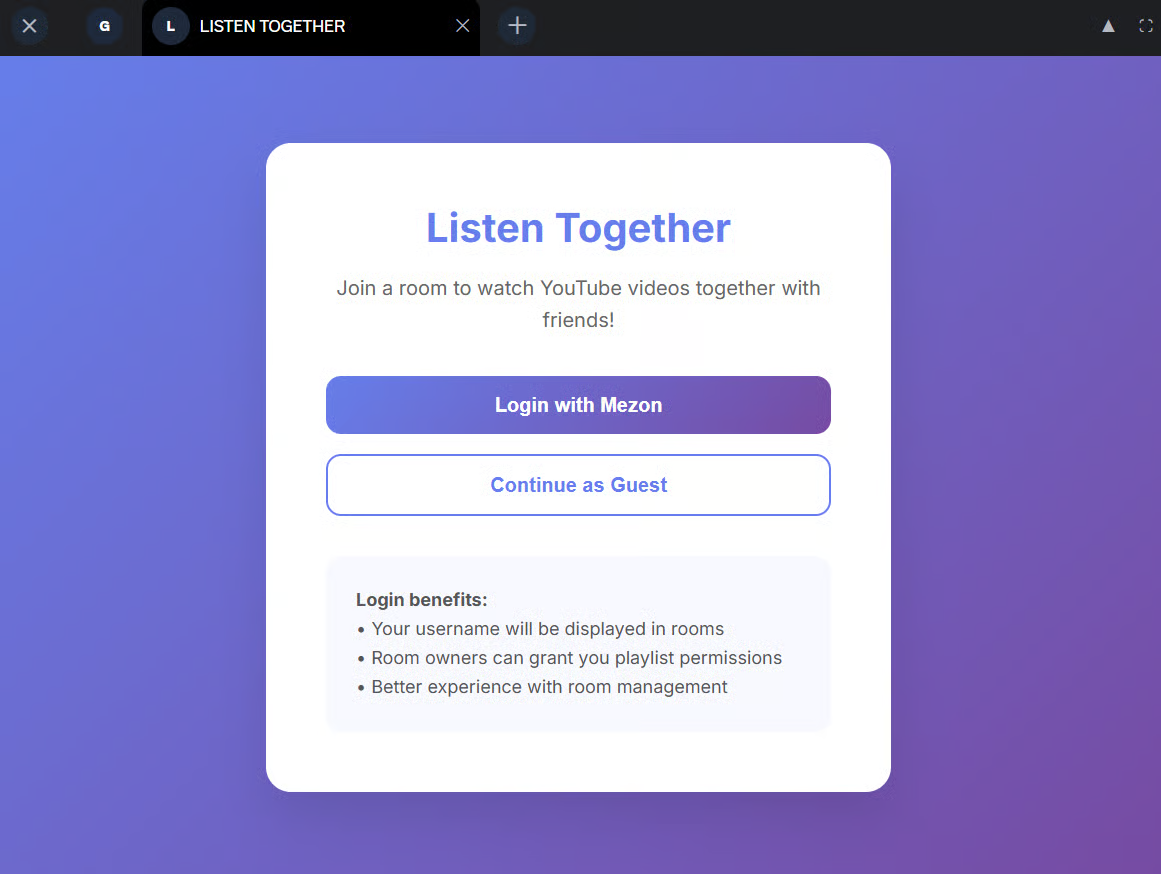 G
L
LISTEN TOGETHER
Listen Together
Join a room to watch YouTube videos together with
friends!
Login with Mezon
Continue as Guest
Login benefits:
• Your username will be displayed in rooms
• Room owners can grant you playlist permissions
• Better experience with room management